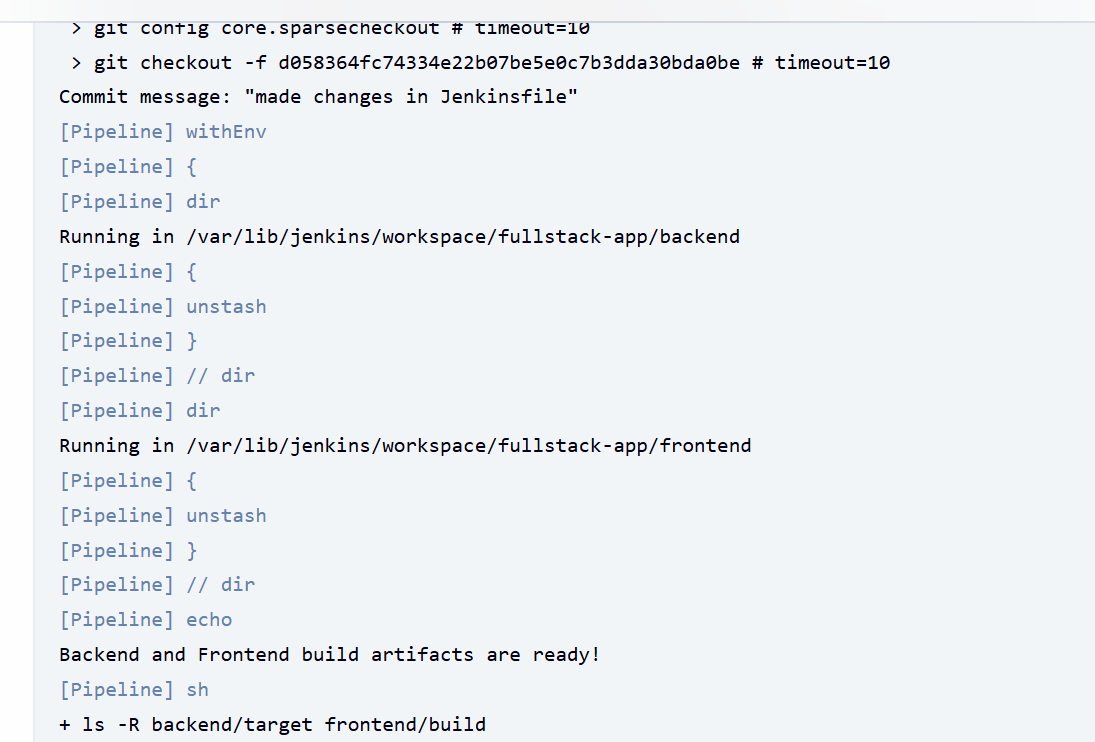 > git config core.sparsecheckout # timeout=10
> git checkout -f d058364fc74334e22b07be5e0c7b3dda30bda0be # timeout=10
Commit message: "made changes in Jenkinsfile"
[Pipeline] withEnv
[Pipeline] {
[Pipeline] dir
Running in /var/lib/jenkins/workspace/fullstack-app/backend
[Pipeline] {
[Pipeline] unstash
[Pipeline] }
[Pipeline] // dir
[Pipeline] dir
Running in /var/lib/jenkins/workspace/fullstack-app/frontend
[Pipeline] {
[Pipeline] unstash
[Pipeline] }
[Pipeline] // dir
[Pipeline] echo
Backend and Frontend build artifacts are ready!
[Pipeline] sh
+ ls -R backend/target frontend/build